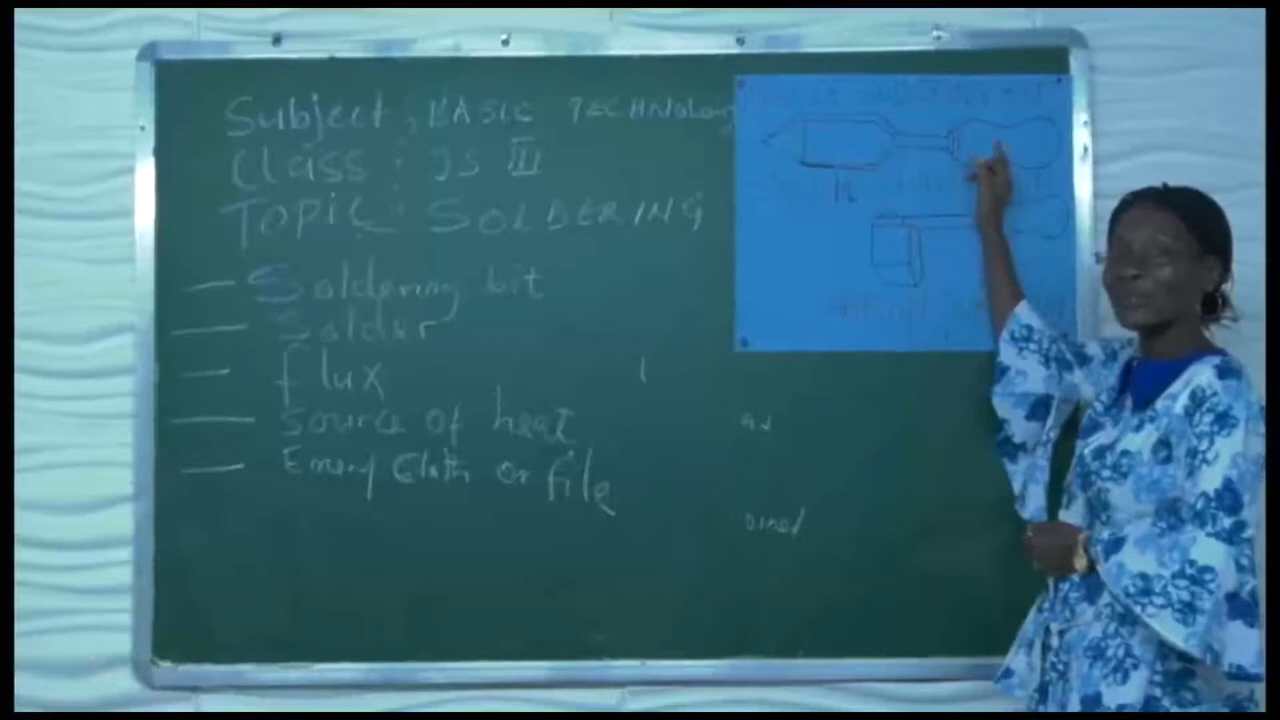 Subject: BASIC TECHNOLOGY
Class: JS III
TOPIC: SOLDERING
— Soldering bit
— Solder
— flux
— source of heat
— Emery Cloth or file